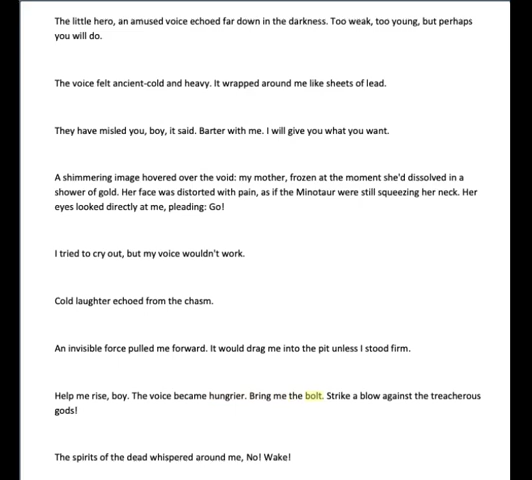 The little hero, an amused voice echoed far down in the darkness. Too weak, too young, but perhaps
you will do.
The voice felt ancient-cold and heavy. It wrapped around me like sheets of lead.
They have misled you, boy, it said. Barter with me. I will give you what you want.
A shimmering image hovered over the void: my mother, frozen at the moment she'd dissolved in a
shower of gold. Her face was distorted with pain, as if the Minotaur were still squeezing her neck. Her
eyes looked directly at me, pleading: Go!
I tried to cry out, but my voice wouldn't work.
Cold laughter echoed from the chasm.
An invisible force pulled me forward. It would drag me into the pit unless I stood firm.
Help me rise, boy. The voice became hungrier. Bring me the bolt. Strike a blow against the treacherous
gods!
The spirits of the dead whispered around me, No! Wake!